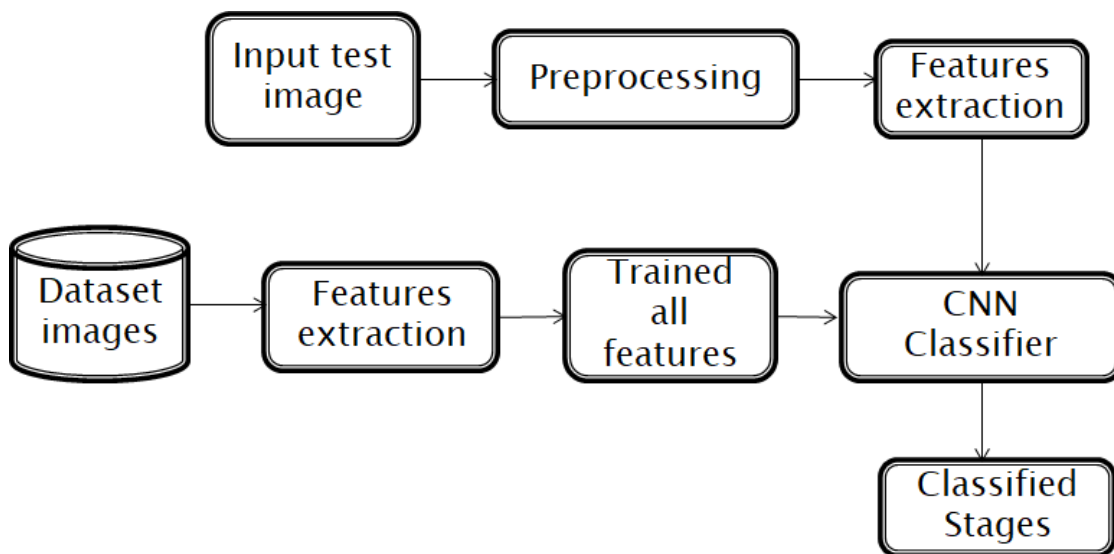 Input test
image
Preprocessing
Features
extraction
Dataset
images
Features
extraction
Trained
all
features
CNN
Classifier
Classified
Stages